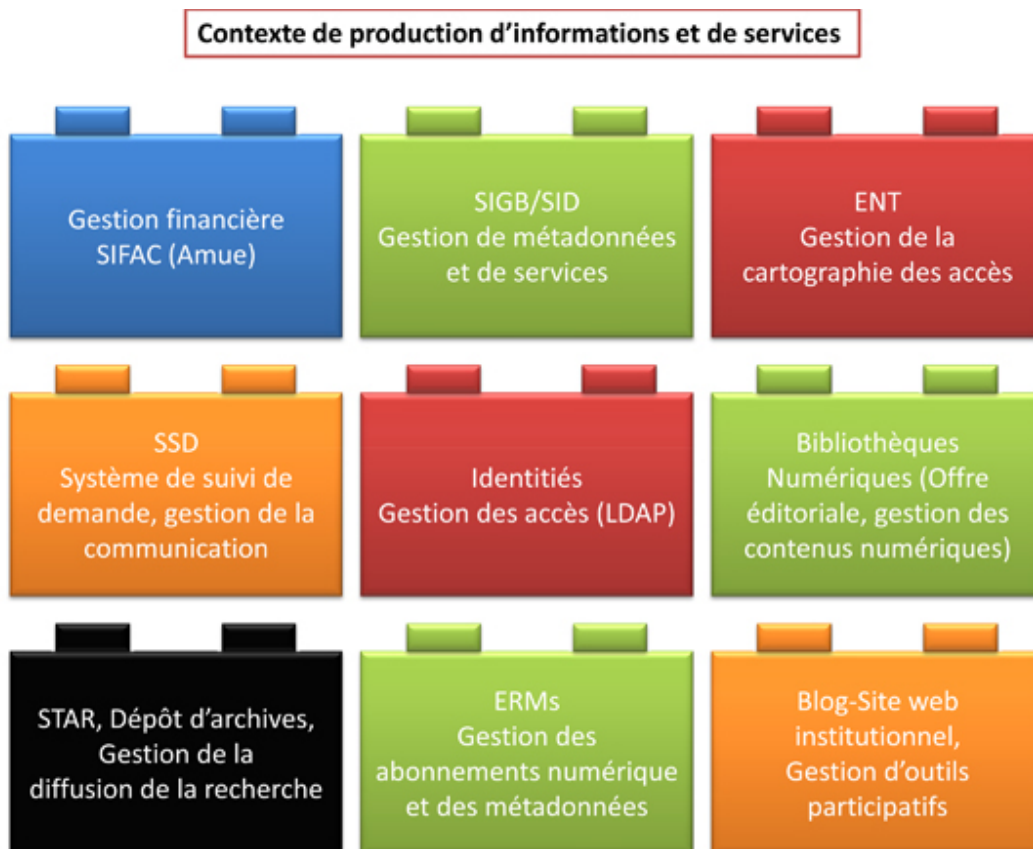 Contexte de production d'informations et de services
Gestion financière
SIFAC (Amue)
SIGB/SID
Gestion de métadonnées
et de services
ENT
Gestion de la
cartographie des accès
SSD
Système de suivi de
demande, gestion de la
communication
Identitiés
Gestion des accès (LDAP)
Bibliothèques
Numériques (Offre
éditoriale, gestion des
contenus numériques)
STAR, Dépôt d'archives,
Gestion de la
diffusion de la recherche
ERMs
Gestion des
abonnements numérique
et des métadonnées
Blog-Site web
institutionnel,
Gestion d'outils
participatifs